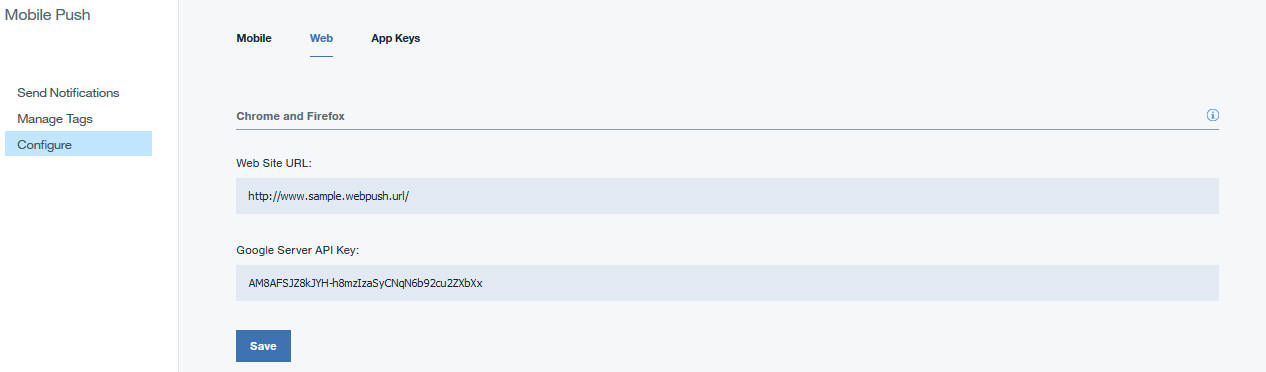 Mobile Push
Send Notifications
Manage Tags
Configure
Mobile Web App Keys
Chrome and Firefox
Web Site URL:
http://www.sample.webpush.url/
Google Server API Key:
AM8AFSJZ8kJYH-h8mzIzaSyCNqN6b92cu2ZXbXx
Save